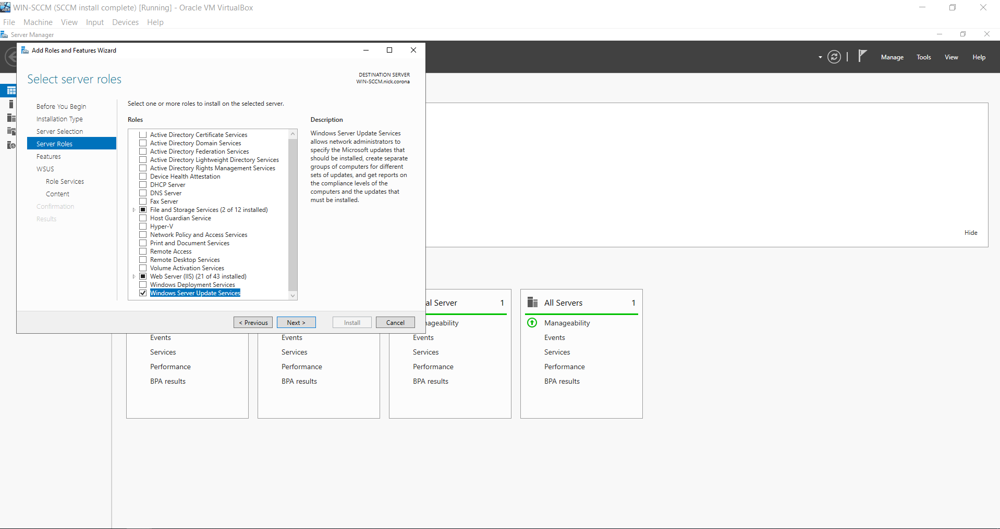 WIN-SCCM (SCCM install complete) [Running] - Oracle VM VirtualBox
File Machine View Input Devices Help
Server Manager
Add Roles and Features Wizard
Manage Tools View Help
Select server roles
DESTINATION SERVER
WIN-SCCM.nick.corona
Before You Begin
Installation Type
Server Selection
Server Roles
Features
WSUS
Role Services
Content
Confirmation
Results
Select one or more roles to install on the selected server.
Roles
Active Directory Certificate Services
Active Directory Domain Services
Active Directory Federation Services
Active Directory Lightweight Directory Services
Active Directory Rights Management Services
Device Health Attestation
DHCP Server
DNS Server
Fax Server
File and Storage Services (2 of 12 installed)
Host Guardian Service
Hyper-V
Network Policy and Access Services
Print and Document Services
Remote Access
Remote Desktop Services
Volume Activation Services
Web Server (IIS) (21 of 43 installed)
Windows Deployment Services
Windows Server Update Services
Description
Windows Server Update Services
allows network administrators to
specify the Microsoft updates that
should be installed, create separate
groups of computers for different
sets of updates, and get reports on
the compliance levels of the
computers and the updates that
must be installed.
< Previous Next > Install Cancel
Hide
al Server 1
nageability
Events
Services
Performance
BPA results
Events
Services
Performance
BPA results
Events
Services
Performance
BPA results
All Servers 1
Manageability
Events
Services
Performance
BPA results